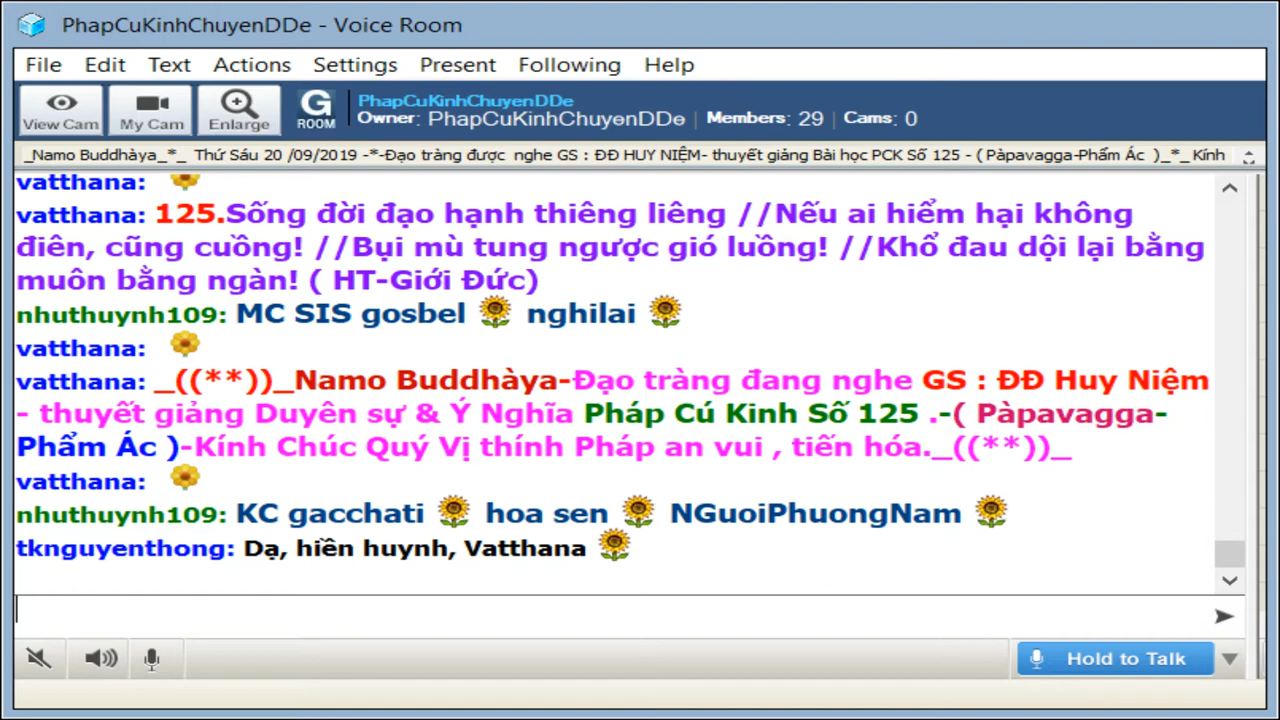 PhapCuKinhChuyenDDe - Voice Room
File Edit Text Actions Settings Present Following Help
View Cam My Cam Enlarge G ROOM PhapCuKinhChuyenDDe
Owner: PhapCuKinhChuyenDDe | Members: 29 | Cams: 0
_Namo Buddhàya_*_ Thứ Sáu 20 /09/2019 -*-Đạo tràng được nghe GS : ĐĐ HUY NIỆM- thuyết giảng Bài học PCK Số 125 - ( Pàpavagga-Phẩm Ác )_*_Kính
vatthana:
vatthana: 125.Sống đời đạo hạnh thiêng liêng //Nếu ai hiểm hại không
điên, cũng cuồng! //Bụi mù tung ngược gió luồng! //Khổ đau dội lại bằng
muôn bằng ngàn! ( HT-Giới Đức)
nhuthuynh109: MC SIS gosbel nghilai
vatthana:
vatthana: _((**))_Namo Buddhàya-Đạo tràng đang nghe GS : ĐĐ Huy Niệm
- thuyết giảng Duyên sự & Ý Nghĩa Pháp Cú Kinh Số 125 .-( Pàpavagga-
Phẩm Ác )-Kính Chúc Quý Vị thính Pháp an vui , tiến hóa._((**))_
vatthana:
nhuthuynh109: KC gacchati hoa sen NGuoiPhuongNam
tknguyenthong: Dạ, hiền huynh, Vatthana
Hold to Talk